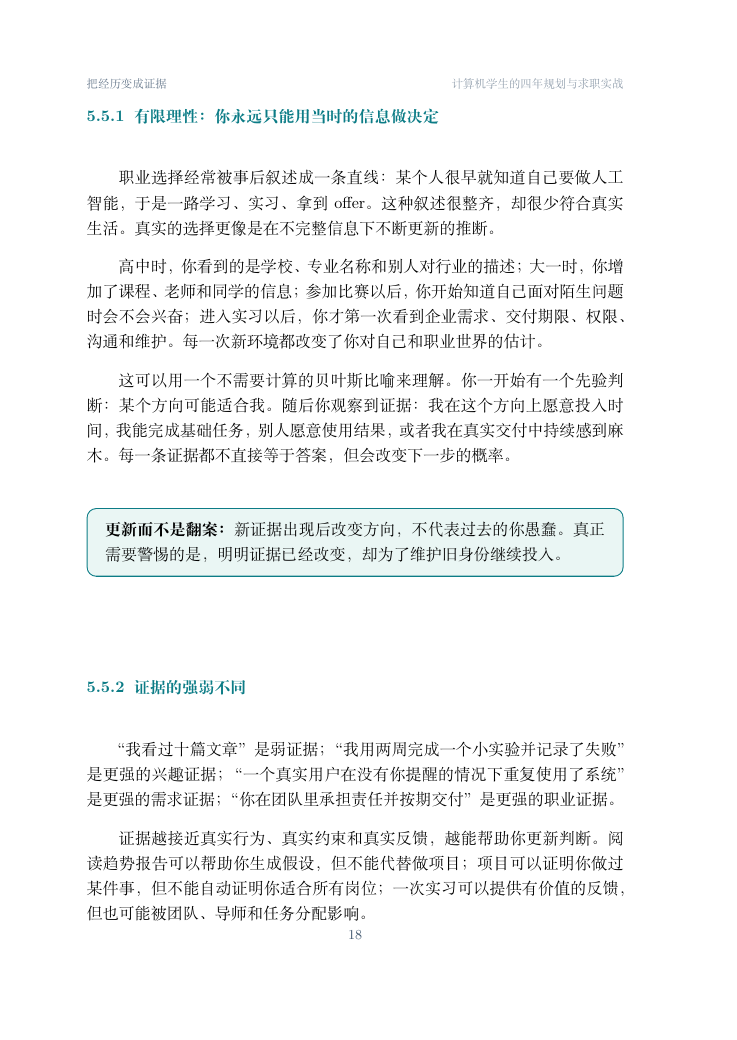 把经历变成证据
计算机学生的四年规划与求职实战
5.5.1 有限理性：你永远只能用当时的信息做决定
职业选择经常被事后叙述成一条直线：某个人很早就知道自己要做人工
智能，于是一路学习、实习、拿到 offer。这种叙述很整齐，却很少符合真实
生活。真实的选择更像是在不完整信息下不断更新的推断。
高中时，你看到的是学校、专业名称和别人对行业的描述；大一时，你增
加了课程、老师和同学的信息；参加比赛以后，你开始知道自己面对陌生问题
时会不会兴奋；进入实习以后，你才第一次看到企业需求、交付期限、权限、
沟通和维护。每一次新环境都改变了你对自己和职业世界的估计。
这可以用一个不需要计算的贝叶斯比喻来理解。你一开始有一个先验判
断：某个方向可能适合我。随后你观察到证据：我在这个方向上愿意投入时
间，我能完成基础任务，别人愿意使用结果，或者我在真实交付中持续感到麻
木。每一条证据都不直接等于答案，但会改变下一步的概率。
更新而不是翻案：新证据出现后改变方向，不代表过去的你愚蠢。真正
需要警惕的是，明明证据已经改变，却为了维护旧身份继续投入。
5.5.2 证据的强弱不同
“我看过十篇文章”是弱证据；“我用两周完成一个小实验并记录了失败”
是更强的兴趣证据；“一个真实用户在没有你提醒的情况下重复使用了系统”
是更强的需求证据；“你在团队里承担责任并按期交付”是更强的职业证据。
证据越接近真实行为、真实约束和真实反馈，越能帮助你更新判断。阅
读趋势报告可以帮助你生成假设，但不能代替做项目；项目可以证明你做过
某件事，但不能自动证明你适合所有岗位；一次实习可以提供有价值的反馈，
但也可能被团队、导师和任务分配影响。
18